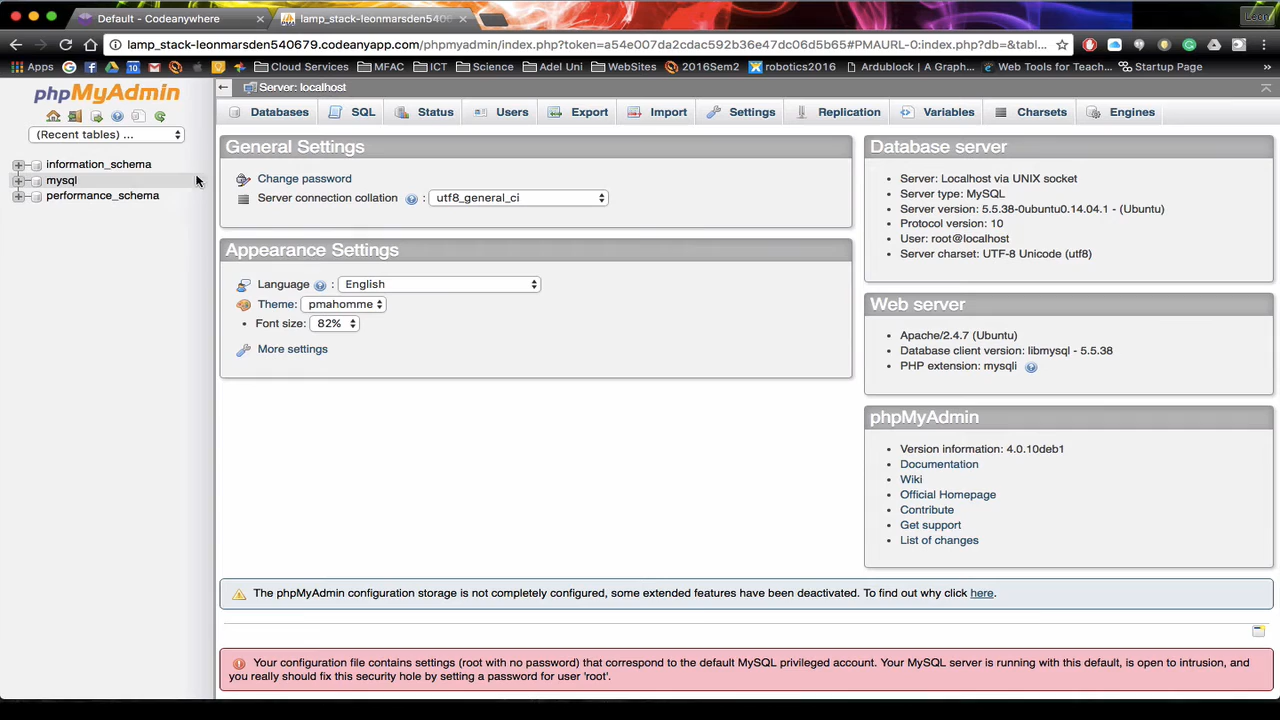 Default - Codeanywhere
lamp_stack-leonmarsden5406
Leon
lamp_stack-leonmarsden540679.codeanyapp.com/phpmyadmin/index.php?token=a54e007da2cdac592b36e47dc06d5b65#PMAURL-0:index.php?db=&tabl...
Apps
Cloud Services
MFAC
ICT
Science
Adel Uni
WebSites
2016Sem2
robotics2016
Ardublock | A Graphi
Web Tools for Teach...
Startup Page
phpMyAdmin
(Recent tables) ...
information_schema
mysql
performance_schema
Server: localhost
Databases
SQL
Status
Users
Export
Import
Settings
Replication
Variables
Charsets
Engines
General Settings
Change password
Server connection collation : utf8_general_ci
Appearance Settings
Language : English
Theme: pmahomme
• Font size: 82%
More settings
Database server
• Server: Localhost via UNIX socket
• Server type: MySQL
• Server version: 5.5.38-0ubuntu0.14.04.1 - (Ubuntu)
• Protocol version: 10
• User: root@localhost
• Server charset: UTF-8 Unicode (utf8)
Web server
• Apache/2.4.7 (Ubuntu)
• Database client version: libmysql - 5.5.38
• PHP extension: mysqli
phpMyAdmin
• Version information: 4.0.10deb1
• Documentation
• Wiki
• Official Homepage
• Contribute
• Get support
• List of changes
The phpMyAdmin configuration storage is not completely configured, some extended features have been deactivated. To find out why click here.
Your configuration file contains settings (root with no password) that correspond to the default MySQL privileged account. Your MySQL server is running with this default, is open to intrusion, and
you really should fix this security hole by setting a password for user 'root'.